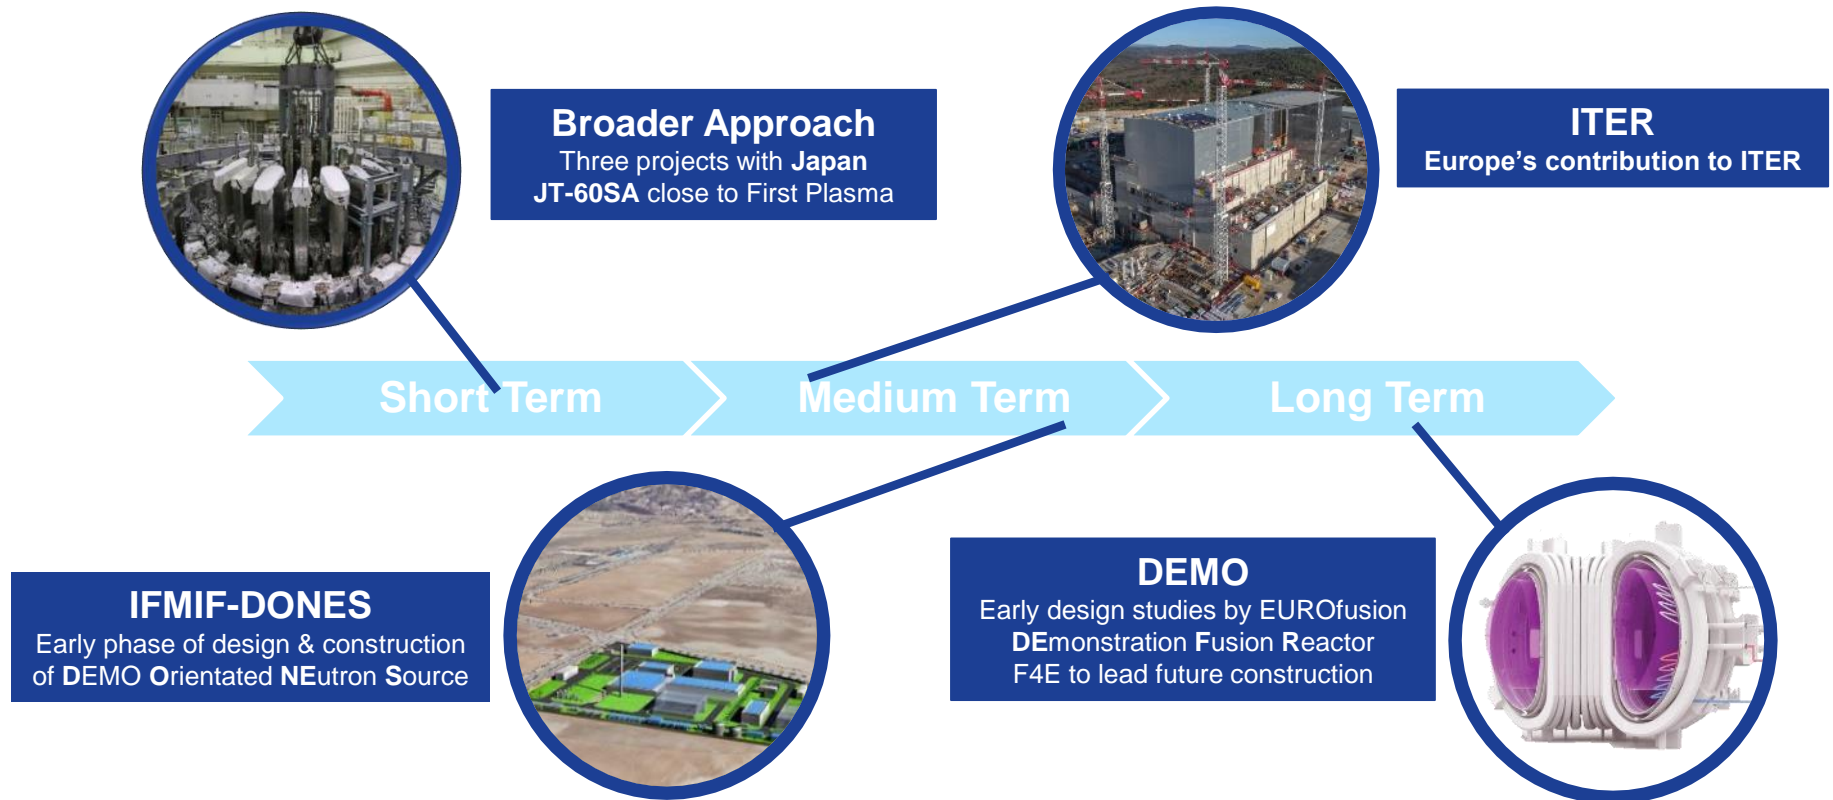 Broader Approach
Three projects with Japan
JT-60SA close to First Plasma
ITER
Europe's contribution to ITER
Short Term
Medium Term
Long Term
IFMIF-DONES
Early phase of design & construction
of DEMO Orientated NEutron Source
DEMO
Early design studies by EUROfusion
DEmonstration Fusion Reactor
F4E to lead future construction